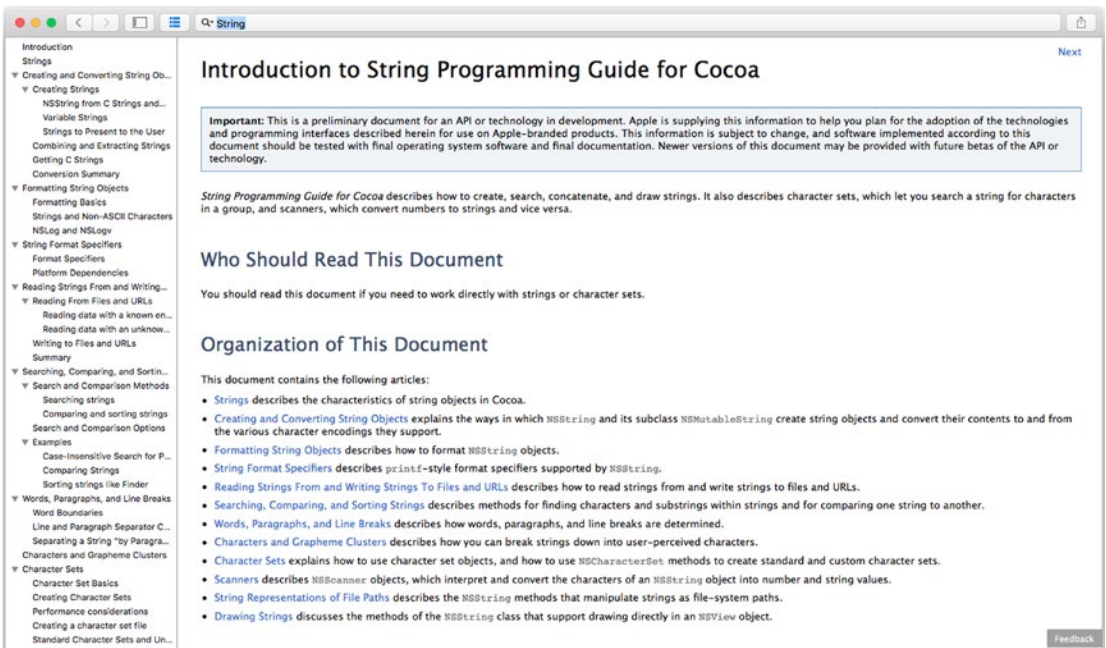 String
Introduction
Strings
Creating and Converting String Ob...
Creating Strings
NSString from C Strings and...
Variable Strings
Strings to Present to the User
Combining and Extracting Strings
Getting C Strings
Conversion Summary
Formatting String Objects
Formatting Basics
Strings and Non-ASCII Characters
NSLog and NSLogv
String Format Specifiers
Format Specifiers
Platform Dependencies
Reading Strings From and Writing...
Reading From Files and URLs
Reading data with a known en...
Reading data with an unknow...
Writing to Files and URLs
Summary
Searching, Comparing, and Sortin...
Search and Comparison Methods
Searching strings
Comparing and sorting strings
Search and Comparison Options
Examples
Case-Insensitive Search for P...
Comparing Strings
Sorting strings like Finder
Words, Paragraphs, and Line Breaks
Word Boundaries
Line and Paragraph Separator C...
Separating a String "by Paragra...
Characters and Grapheme Clusters
Character Sets
Character Set Basics
Creating Character Sets
Performance considerations
Creating a character set file
Standard Character Sets and Un...
Next
Introduction to String Programming Guide for Cocoa
Important: This is a preliminary document for an API or technology in development. Apple is supplying this information to help you plan for the adoption of the technologies
and programming interfaces described herein for use on Apple-branded products. This information is subject to change, and software implemented according to this
document should be tested with final operating system software and final documentation. Newer versions of this document may be provided with future betas of the API or
technology.
String Programming Guide for Cocoa describes how to create, search, concatenate, and draw strings. It also describes character sets, which let you search a string for characters
in a group, and scanners, which convert numbers to strings and vice versa.
Who Should Read This Document
You should read this document if you need to work directly with strings or character sets.
Organization of This Document
This document contains the following articles:
• Strings describes the characteristics of string objects in Cocoa.
• Creating and Converting String Objects explains the ways in which NSString and its subclass NSMutableString create string objects and convert their contents to and from
the various character encodings they support.
• Formatting String Objects describes how to format NSString objects.
• String Format Specifiers describes printf-style format specifiers supported by NSString.
• Reading Strings From and Writing Strings To Files and URLs describes how to read strings from and write strings to files and URLs.
• Searching, Comparing, and Sorting Strings describes methods for finding characters and substrings within strings and for comparing one string to another.
• Words, Paragraphs, and Line Breaks describes how words, paragraphs, and line breaks are determined.
• Characters and Grapheme Clusters describes how you can break strings down into user-perceived characters.
• Character Sets explains how to use character set objects, and how to use NSCharacterSet methods to create standard and custom character sets.
• Scanners describes NSScanner objects, which interpret and convert the characters of an NSString object into number and string values.
• String Representations of File Paths describes the NSString methods that manipulate strings as file-system paths.
• Drawing Strings discusses the methods of the NSString class that support drawing directly in an NSView object.
Feedback